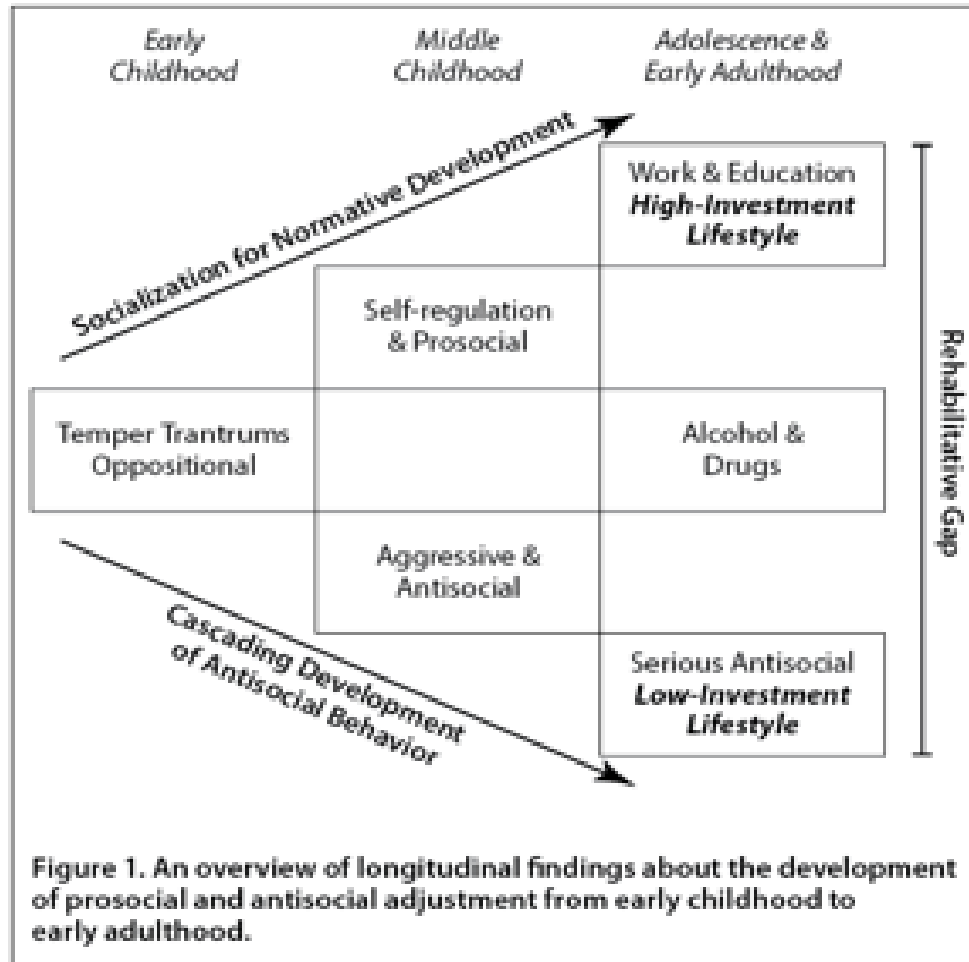 Early
Childhood
Middle
Childhood
Adolescence &
Early Adulthood
Socialization for Normative Development
Work & Education
High-Investment
Lifestyle
Self-regulation
& Prosocial
Temper Trantrums
Oppositional
Alcohol &
Drugs
Rehabilitative Gap
Aggressive &
Antisocial
Cascading Development
of Antisocial Behavior
Serious Antisocial
Low-Investment
Lifestyle
Figure 1. An overview of longitudinal findings about the development
of prosocial and antisocial adjustment from early childhood to
early adulthood.